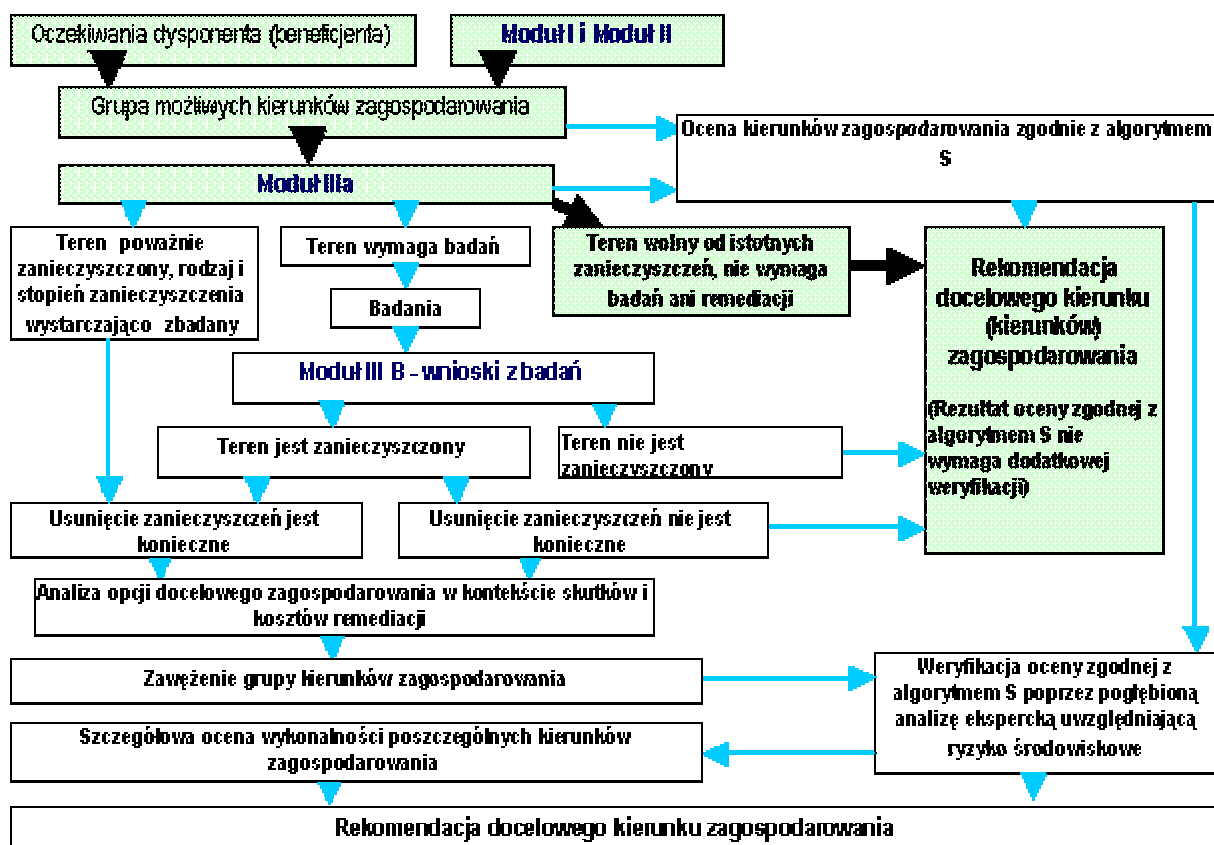 Oczekiwania dysponenta (beneficjenta)
Moduł I i Moduł II
Grupa możliwych kierunków zagospodarowania
Ocena kierunków zagospodarowania zgodnie z algorytmem
S
Moduł IIIa
Teren poważnie
zanieczyszczony, rodzaj i
stopień zanieczyszczenia
wystarczająco zbadany
Teren wymaga badań
Teren wolny od istotnych
zanieczyszczeń, nie wymaga
badań ani remediacji
Rekomendacja
docelowego kierunku
(kierunków)
zagospodarowania
(Rezultat oceny zgodnej z
algorytmem S nie
wymaga dodatkowej
weryfikacji)
Badania
Moduł III B - wnioski z badań
Teren jest zanieczyszczony
Teren nie jest
zanieczyszczony
Usunięcie zanieczyszczeń jest
konieczne
Usunięcie zanieczyszczeń nie jest
konieczne
Analiza opcji docelowego zagospodarowania w kontekście skutków i
kosztów remediacji
Zawężenie grupy kierunków zagospodarowania
Weryfikacja oceny zgodnej z
algorytmem S poprzez pogłębioną
analizę ekspercką uwzględniającą
ryzyko środowiskowe
Szczegółowa ocena wykonalności poszczególnych kierunków
zagospodarowania
Rekomendacja docelowego kierunku zagospodarowania